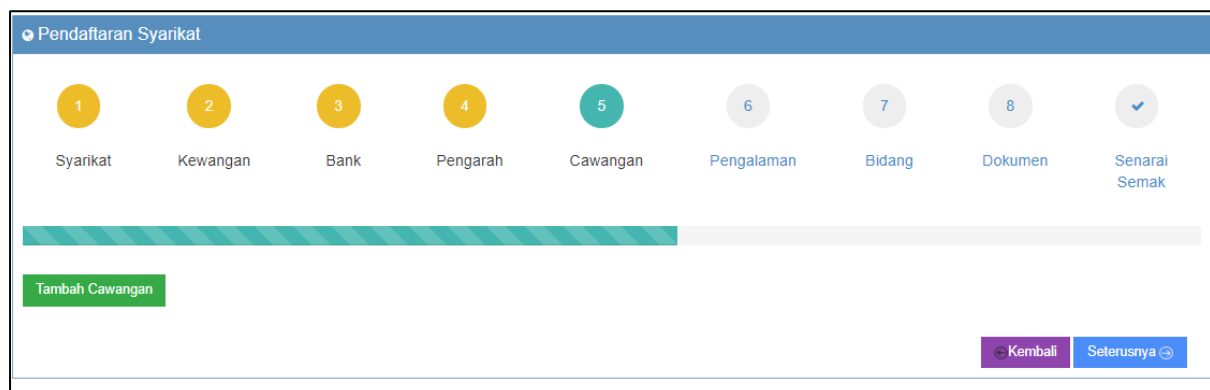 Pendaftaran Syarikat
1 2 3 4 5 6 7 8
Syarikat Kewangan Bank Pengarah Cawangan Pengalaman Bidang Dokumen Senarai
Semak
Tambah Cawangan
Kembali Seterusnya